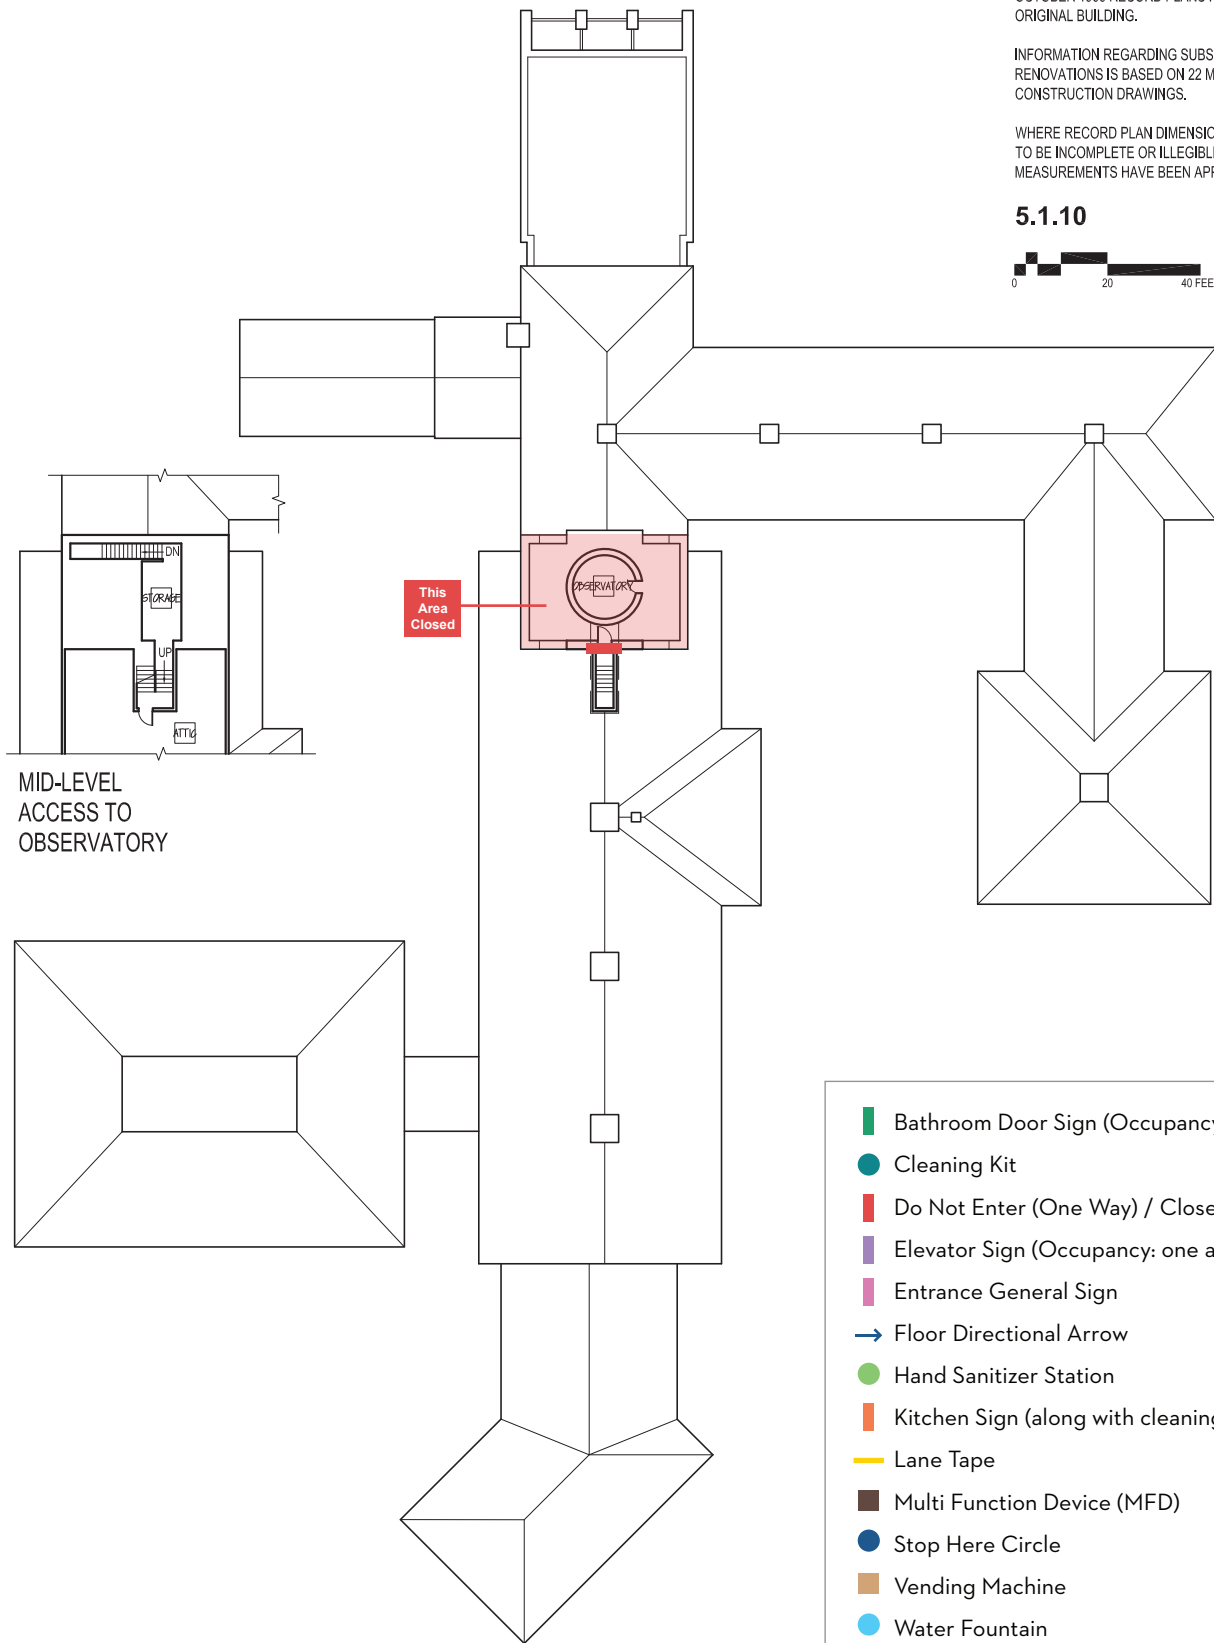 ORIGINAL BUILDING.
INFORMATION REGARDING SUBS
RENOVATIONS IS BASED ON 22 M
CONSTRUCTION DRAWINGS.
WHERE RECORD PLAN DIMENSIO
TO BE INCOMPLETE OR ILLEGIBL
MEASUREMENTS HAVE BEEN AP
5.1.10
0 20 40 FEE
DN
STORAGE
UP
ATTIC
MID-LEVEL
ACCESS TO
OBSERVATORY
This
Area
Closed
OBSERVATORY
Bathroom Door Sign (Occupancy
Cleaning Kit
Do Not Enter (One Way) / Close
Elevator Sign (Occupancy: one a
Entrance General Sign
Floor Directional Arrow
Hand Sanitizer Station
Kitchen Sign (along with cleaning
Lane Tape
Multi Function Device (MFD)
Stop Here Circle
Vending Machine
Water Fountain